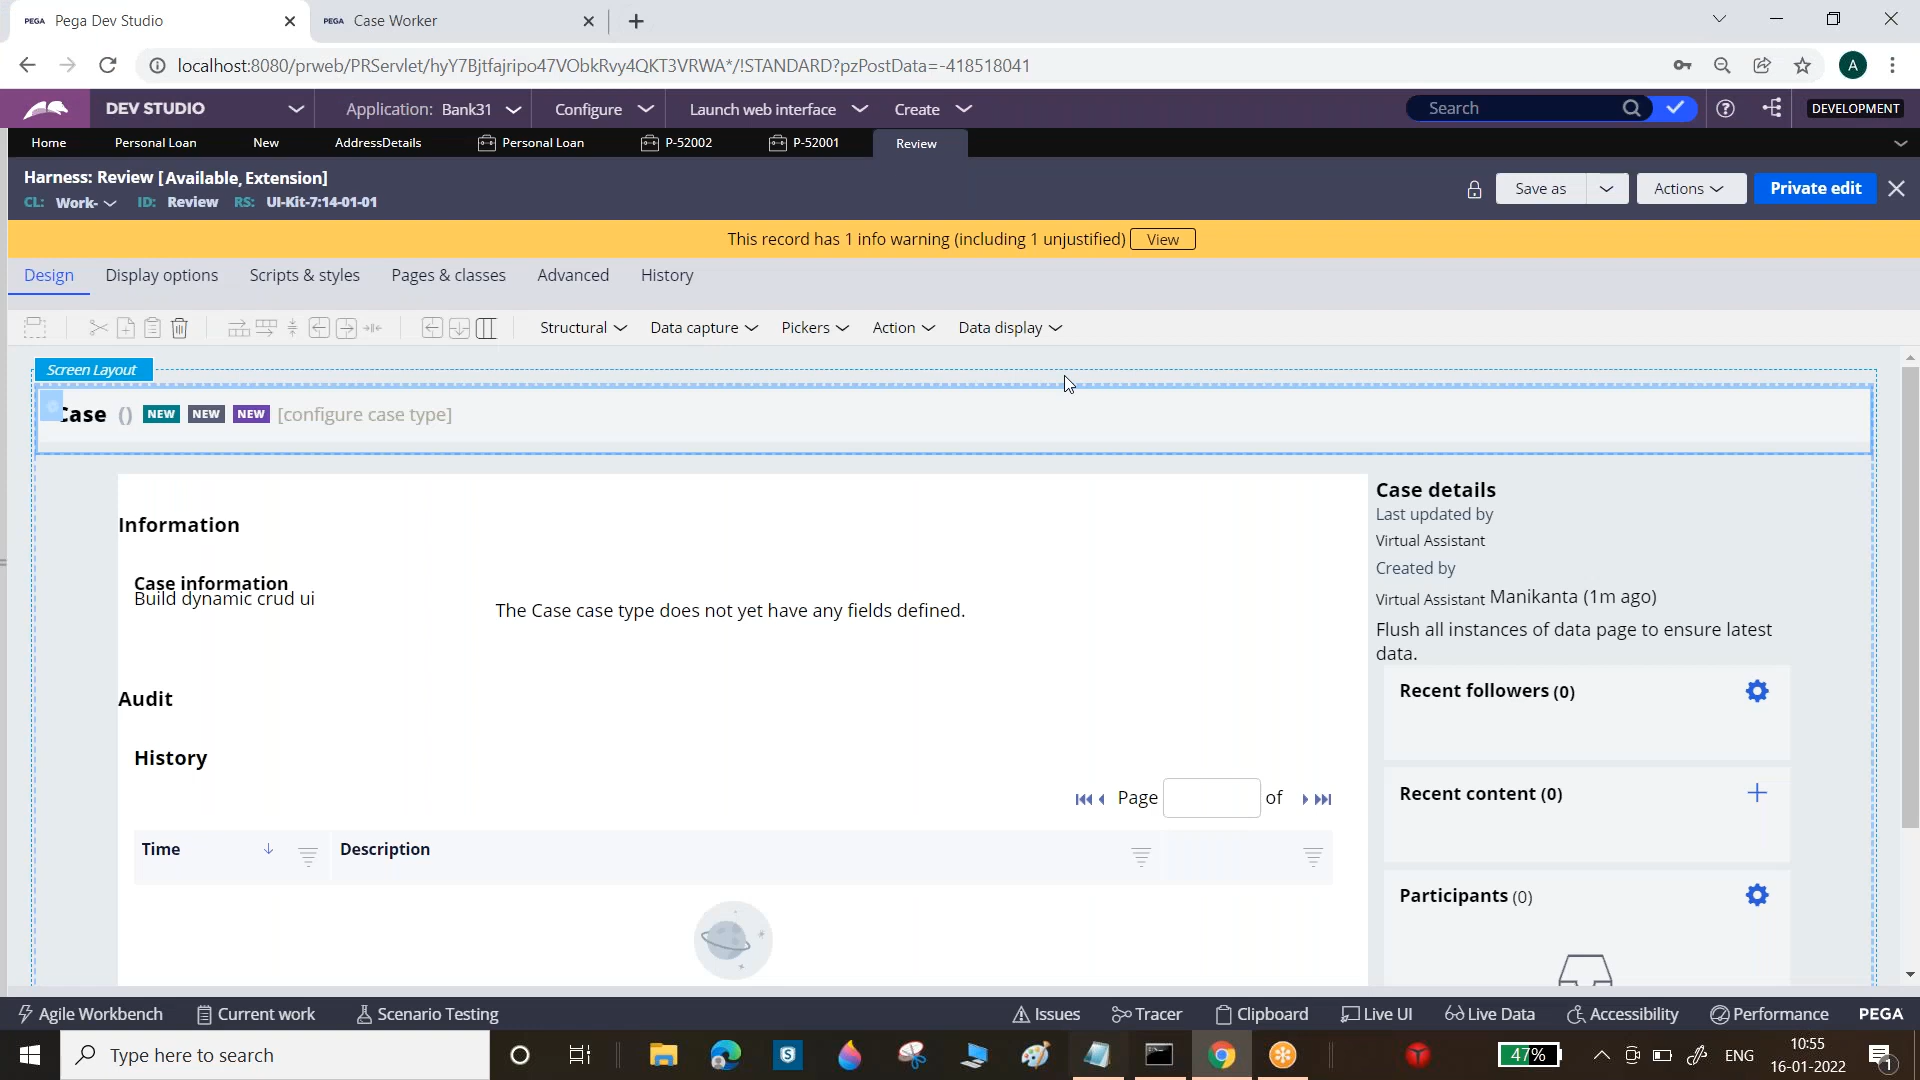 PEGA Pega Dev Studio
PEGA Case Worker
localhost:8080/prweb/PRServlet/hyY7Bjtfajripo47VObkRvy4QKT3VRWA*/!STANDARD?pzPostData=-418518041
A
DEV STUDIO
Application: Bank31
Configure
Launch web interface
Create
Search
DEVELOPMENT
Home
Personal Loan
New
AddressDetails
Personal Loan
P-52002
P-52001
Review
Harness: Review [Available, Extension]
CL: Work- ID: Review RS: UI-Kit-7:14-01-01
Save as
Actions
Private edit
This record has 1 info warning (including 1 unjustified) View
Design
Display options
Scripts & styles
Pages & classes
Advanced
History
Structural
Data capture
Pickers
Action
Data display
Screen Layout
Case () NEW NEW NEW [configure case type]
Information
Case information
Build dynamic crud ui
The Case case type does not yet have any fields defined.
Audit
History
Page of
Time
Description
Case details
Last updated by
Virtual Assistant
Created by
Virtual Assistant Manikanta (1m ago)
Flush all instances of data page to ensure latest
data.
Recent followers (0)
Recent content (0)
Participants (0)
Agile Workbench
Current work
Scenario Testing
Issues
Tracer
Clipboard
Live UI
Live Data
Accessibility
Performance
PEGA
Type here to search
47%
ENG
10:55
16-01-2022
1